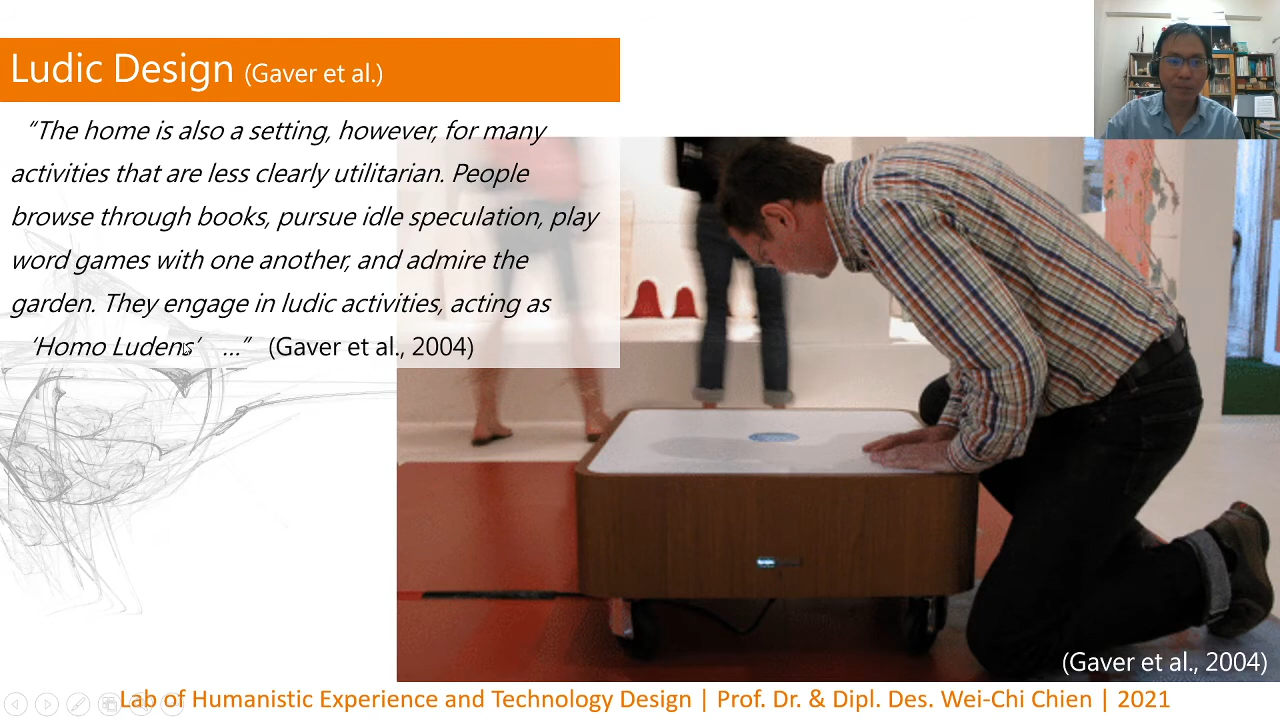 Ludic Design (Gaver et al.)
“The home is also a setting, however, for many
activities that are less clearly utilitarian. People
browse through books, pursue idle speculation, play
word games with one another, and admire the
garden. They engage in ludic activities, acting as
‘Homo Ludens’ …” (Gaver et al., 2004)
(Gaver et al., 2004)
Lab of Humanistic Experience and Technology Design | Prof. Dr. & Dipl. Des. Wei-Chi Chien | 2021